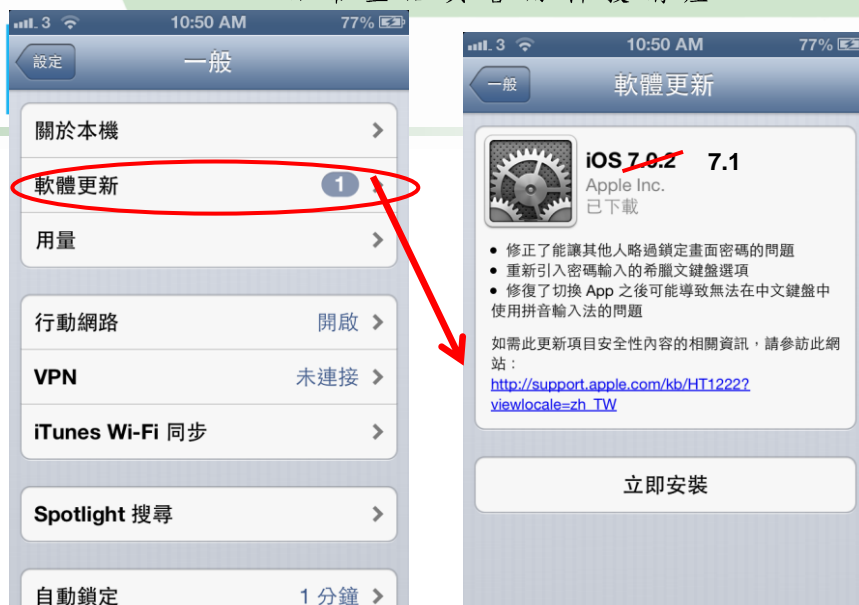 3 10:50 AM 77%
設定 一般
關於本機
軟體更新 1
用量
行動網路 開啟
VPN 未連接
iTunes Wi-Fi 同步
Spotlight 搜尋
自動鎖定 1 分鐘
3 10:50 AM 77%
一般 軟體更新
iOS 7.0.2 7.1
Apple Inc.
已下載
• 修正了能讓其他人略過鎖定畫面密碼的問題
• 重新引入密碼輸入的希臘文鍵盤選項
• 修復了切換 App 之後可能導致無法在中文鍵盤中
使用拼音輸入法的問題
如需此更新項目安全性內容的相關資訊，請參訪此網
站：
http://support.apple.com/kb/HT1222?
viewlocale=zh_TW
立即安裝